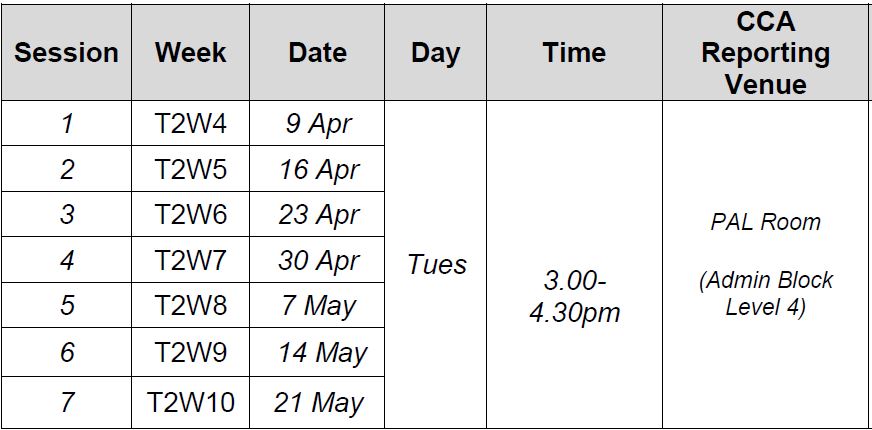 Session Week Date Day Time CCA Reporting Venue
1 T2W4 9 Apr
2 T2W5 16 Apr
3 T2W6 23 Apr
4 T2W7 30 Apr
5 T2W8 7 May
6 T2W9 14 May
7 T2W10 21 May
Tues
3.00-
4.30pm
PAL Room
(Admin Block
Level 4)